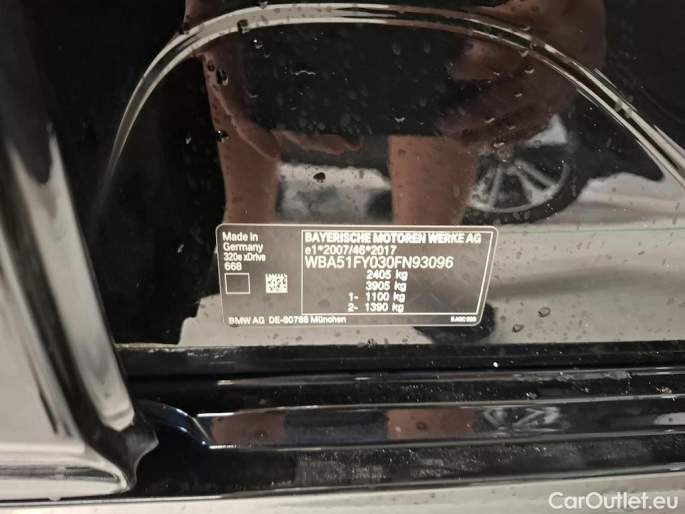 Made in
Germany
320e xDrive
668
BAYERISCHE MOTOREN WERKE AG
e1*2007/46*2017
WBA51FY030FN93096
2405 kg
3905 kg
1- 1100 kg
2- 1390 kg
BMW AG DE-80788 München
CarOutlet.eu